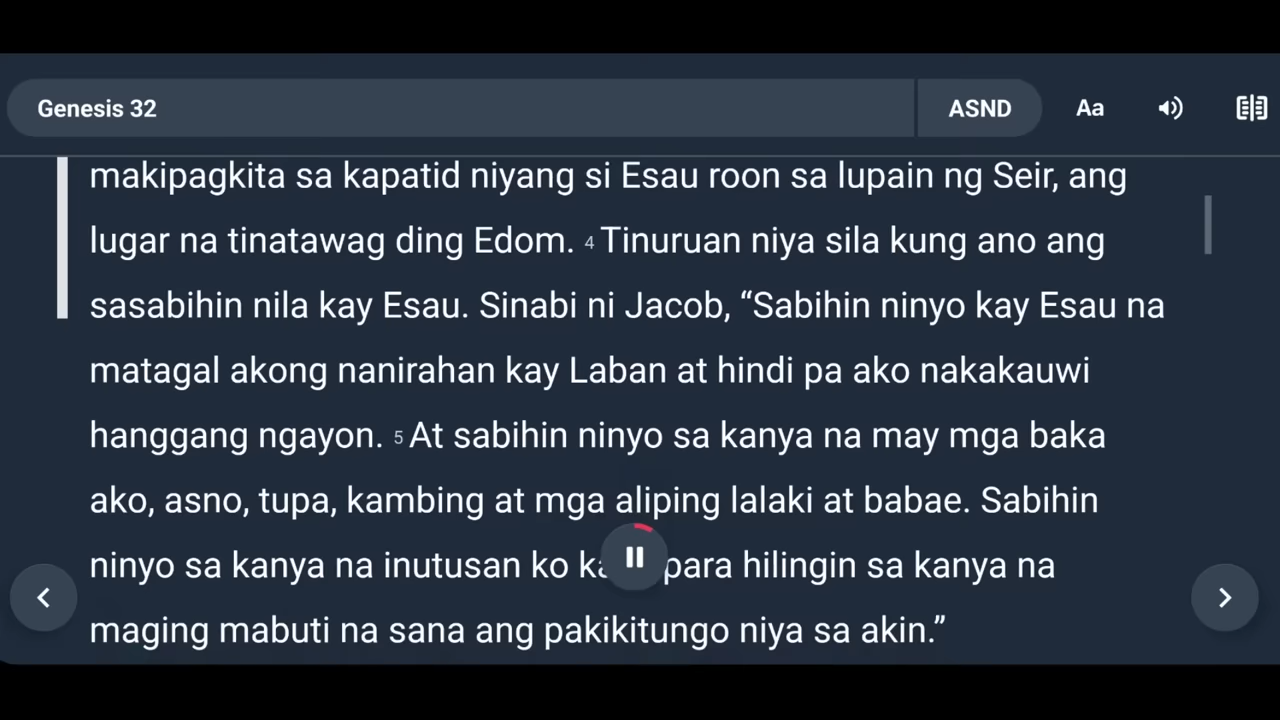 Genesis 32
ASND
Aa
makipagkita sa kapatid niyang si Esau roon sa lupain ng Seir, ang
lugar na tinatawag ding Edom. 4 Tinuruan niya sila kung ano ang
sasabihin nila kay Esau. Sinabi ni Jacob, “Sabihin ninyo kay Esau na
matagal akong nanirahan kay Laban at hindi pa ako nakakauwi
hanggang ngayon. 5 At sabihin ninyo sa kanya na may mga baka
ako, asno, tupa, kambing at mga aliping lalaki at babae. Sabihin
ninyo sa kanya na inutusan ko para hilingin sa kanya na
maging mabuti na sana ang pakikitungo niya sa akin.”